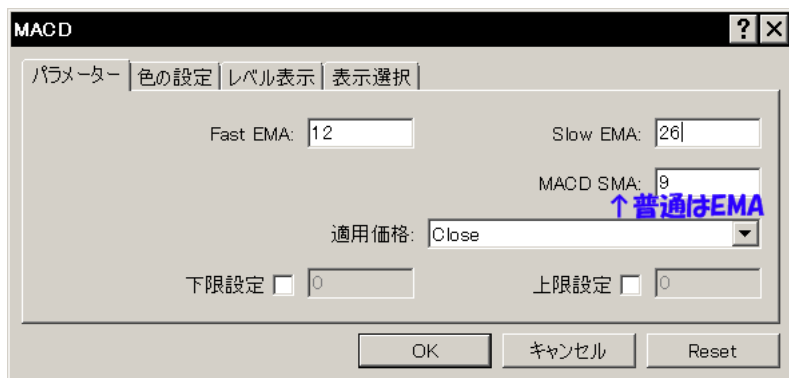 MACD
パラメーター 色の設定 レベル表示 表示選択
Fast EMA: 12 Slow EMA: 26
MACD SMA: 9
↑普通はEMA
適用価格: Close
下限設定 0 上限設定 0
OK キャンセル Reset